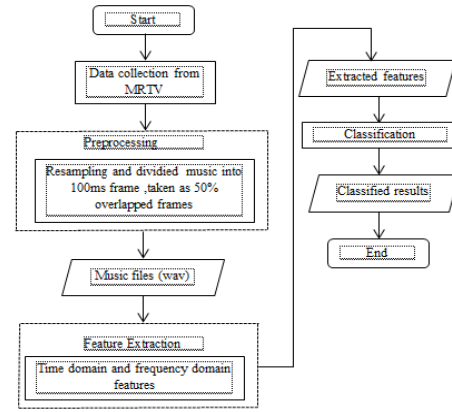 Start
Data collection from
MRTV
Preprocessing
Resampling and divided music into
100ms frame ,taken as 50%
overlapped frames
Music files (wav)
Feature Extraction
Time domain and frequency domain
features
Extracted features
Classification
Classified results
End